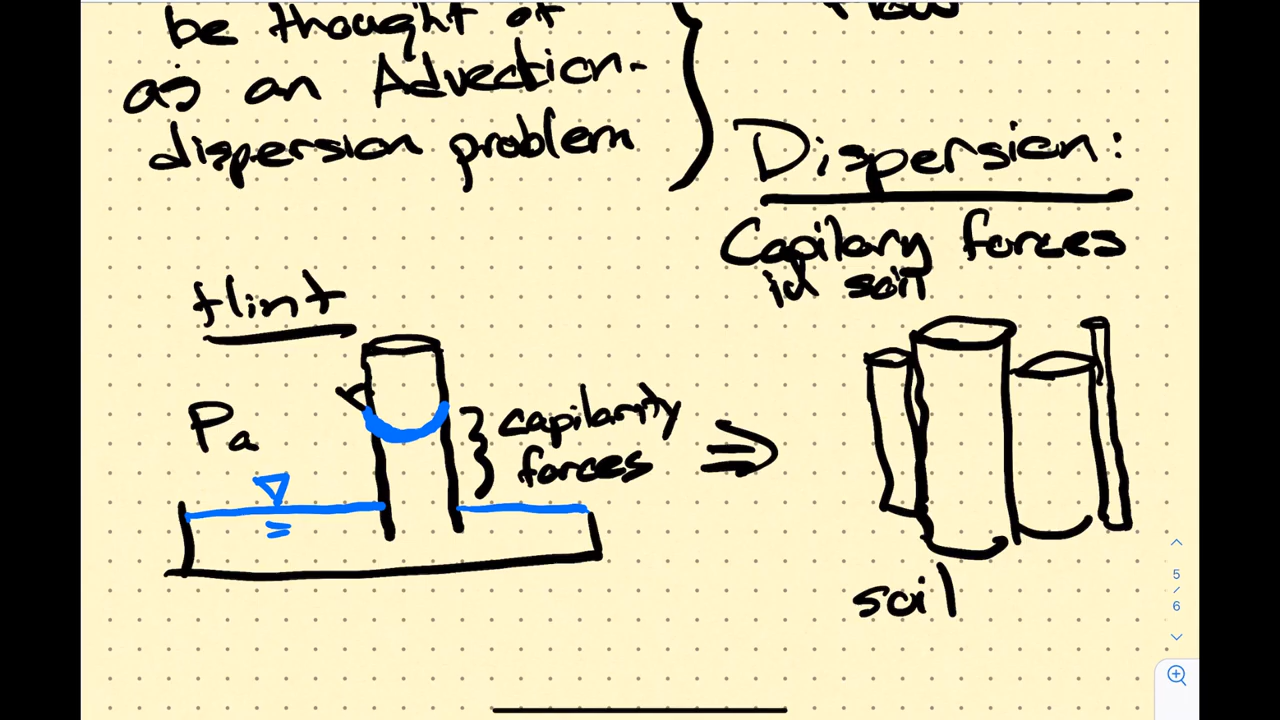 be thought of
as an Advection-
dispersion problem
Flow
Dispersion:
Capilary forces
id soil
flint
Pa
capilarity
forces
soil
5
/
6